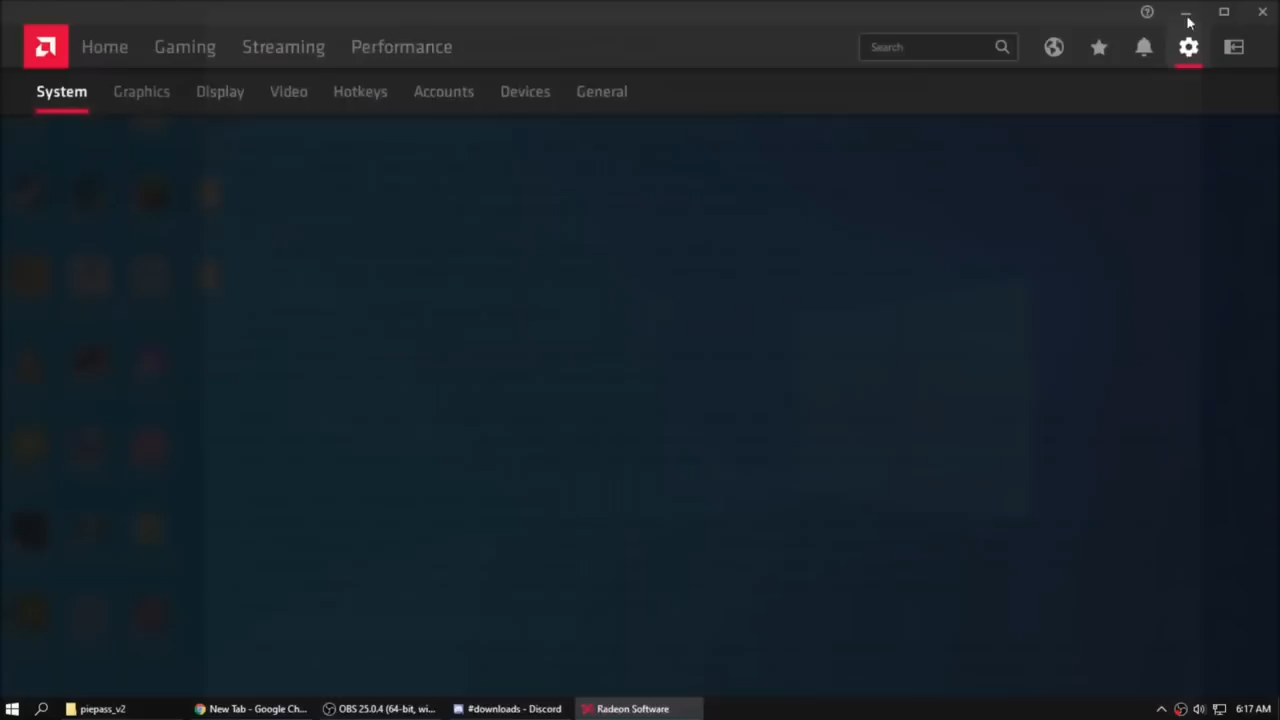 Home Gaming Streaming Performance Search
System Graphics Display Video Hotkeys Accounts Devices General
piepass_v2 New Tab - Google Ch... OBS 25.0.4 (64-bit, wi... #downloads - Discord Radeon Software 6:17 AM